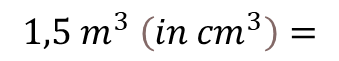 1,5 m³ (in cm³) =